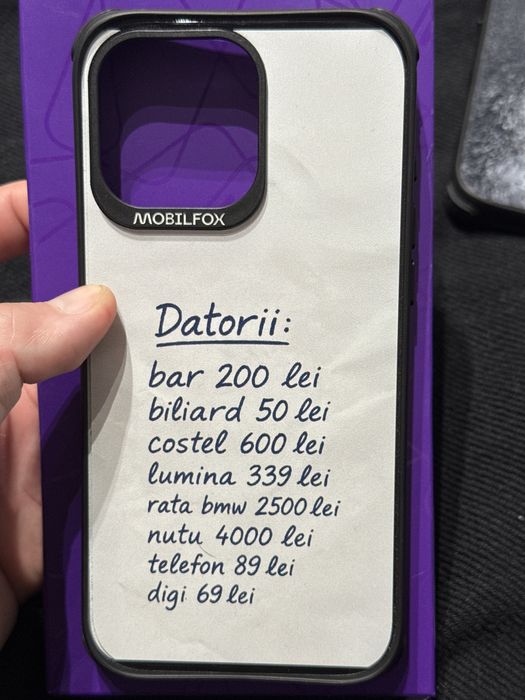 MOBILFOX
Datorii:
bar 200 lei
biliard 50 lei
costel 600 lei
lumina 339 lei
rata bmw 2500 lei
nutu 4000 lei
telefon 89 lei
digi 69 lei